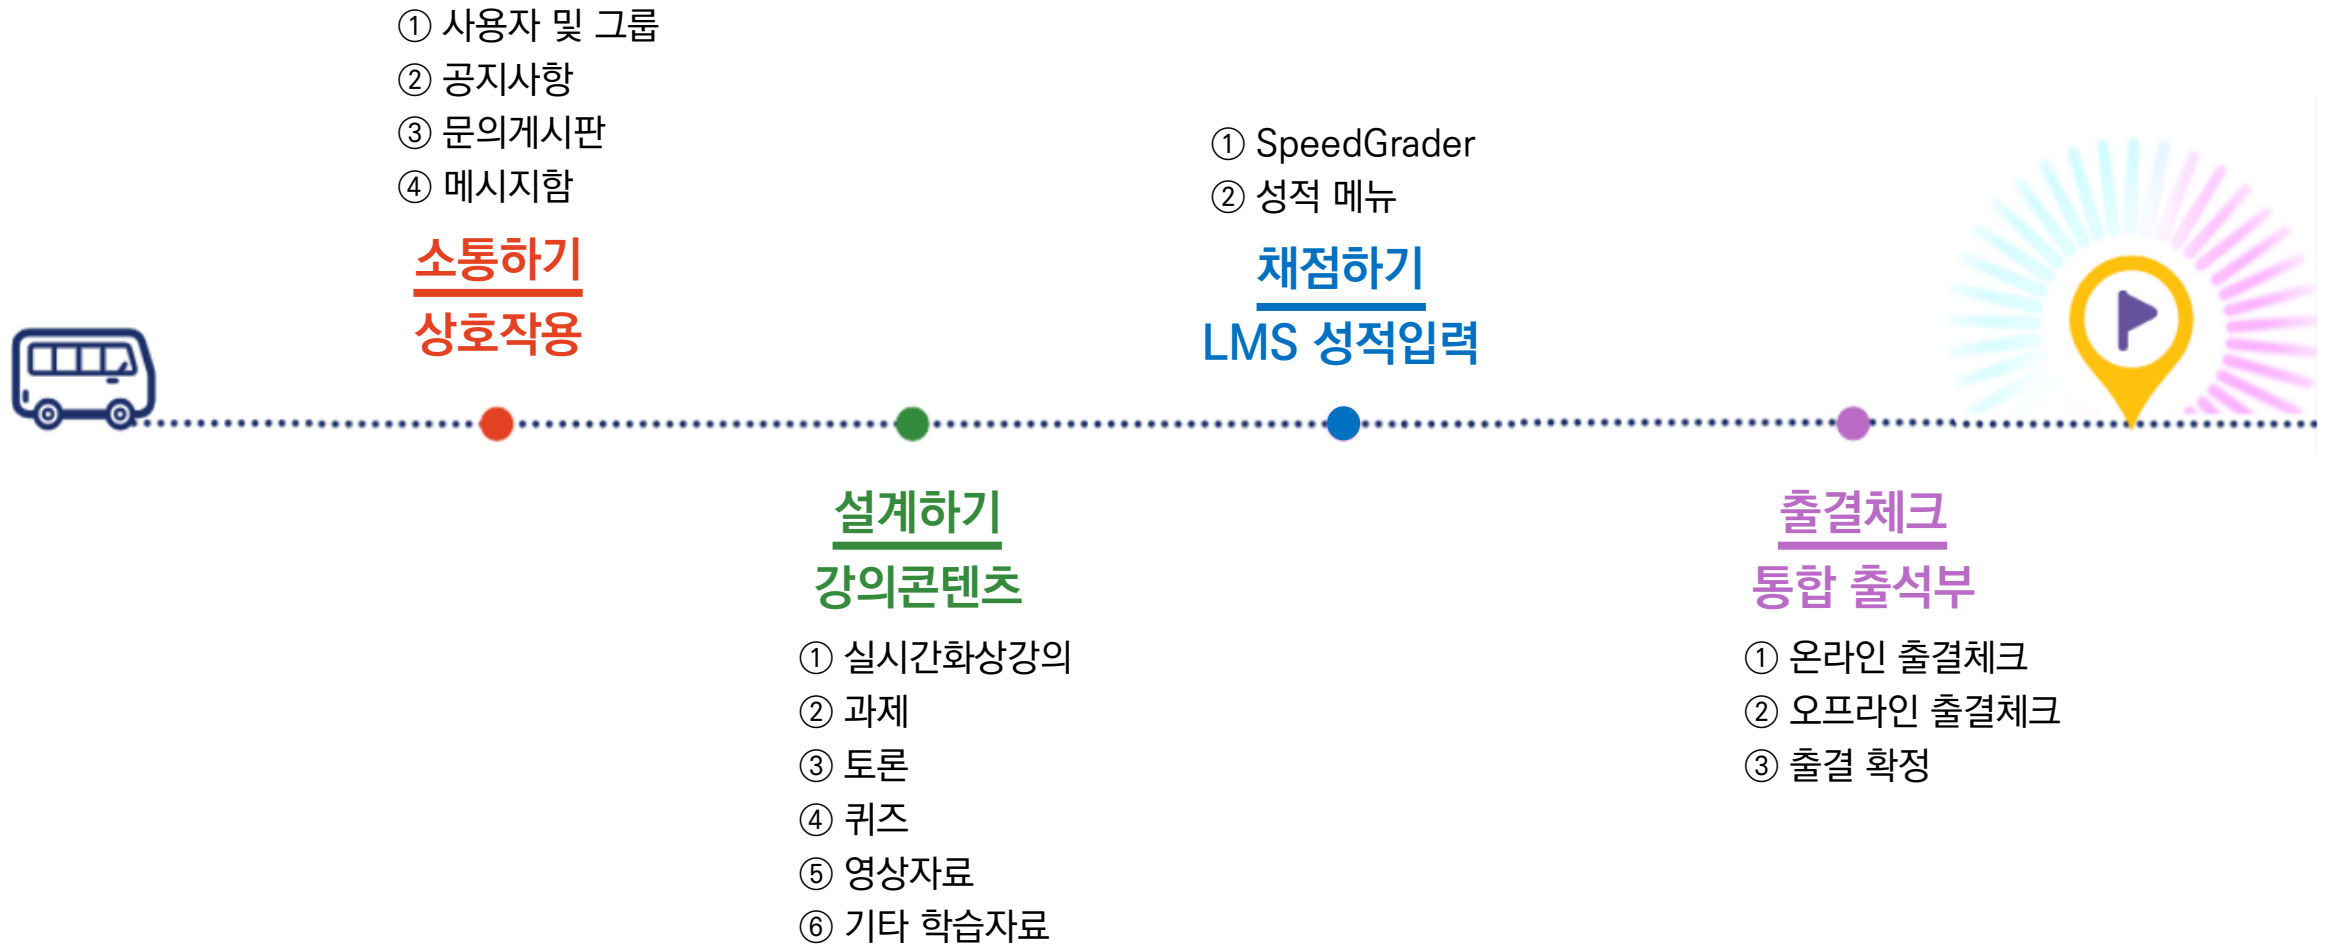 ① 사용자 및 그룹
② 공지사항
③ 문의게시판
④ 메시지함
소통하기
상호작용
설계하기
강의콘텐츠
① 실시간화상강의
② 과제
③ 토론
④ 퀴즈
⑤ 영상자료
⑥ 기타 학습자료
① SpeedGrader
② 성적 메뉴
채점하기
LMS 성적입력
출결체크
통합 출석부
① 온라인 출결체크
② 오프라인 출결체크
③ 출결 확정